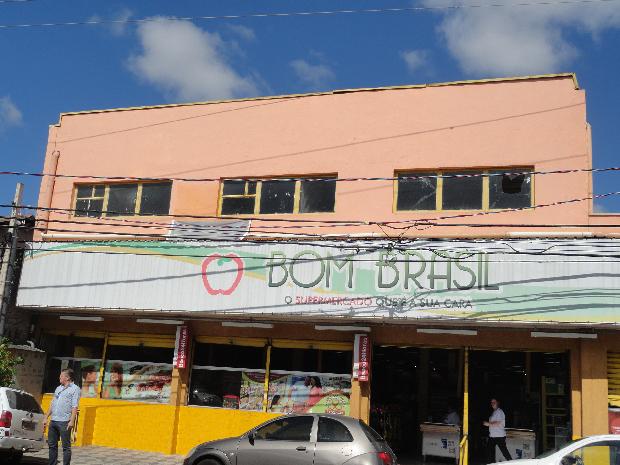 BOM BRASIL
O SUPERMERCADO QUE É A SUA CARA